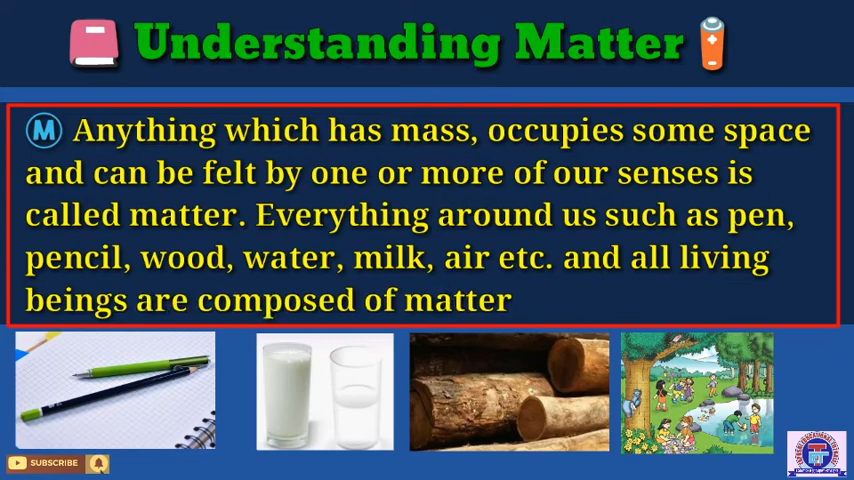 Understanding Matter
M Anything which has mass, occupies some space
and can be felt by one or more of our senses is
called matter. Everything around us such as pen,
pencil, wood, water, milk, air etc. and all living
beings are composed of matter
SUBSCRIBE